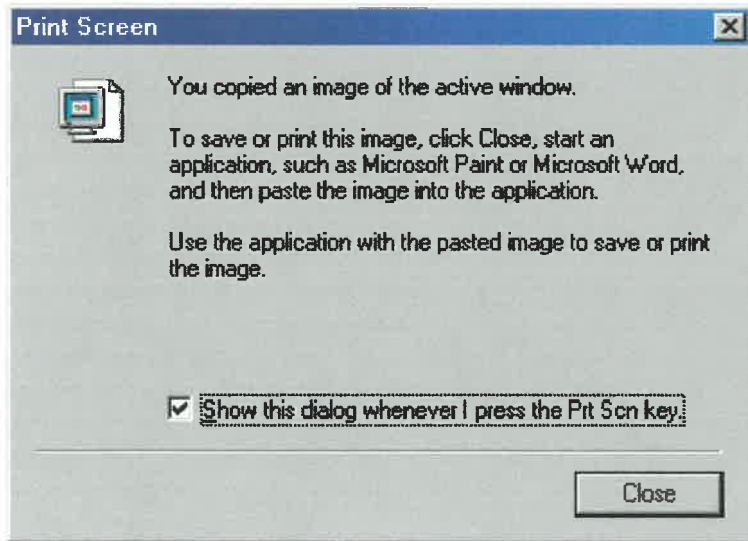 Print Screen
You copied an image of the active window.
To save or print this image, click Close, start an
application, such as Microsoft Paint or Microsoft Word,
and then paste the image into the application.
Use the application with the pasted image to save or print
the image.
Show this dialog whenever I press the Prt Scn key.
Close